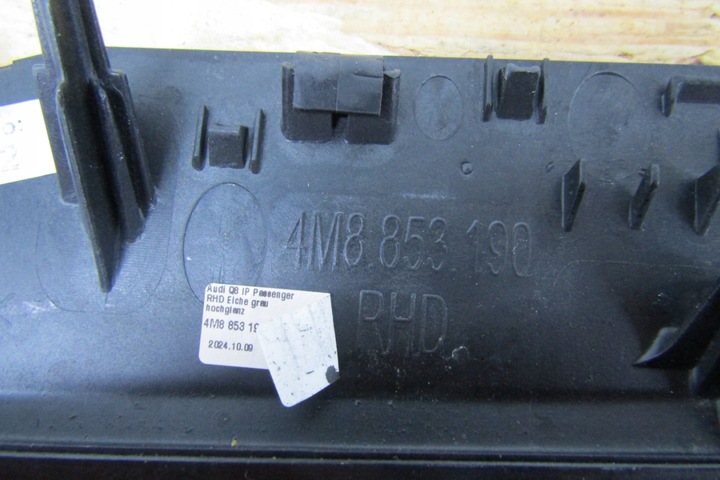 4M8.853.190
RHD
Audi Q8 IP Passenger
RHD Eiche grau
hochglanz
4M8 853 19
2024.10.09